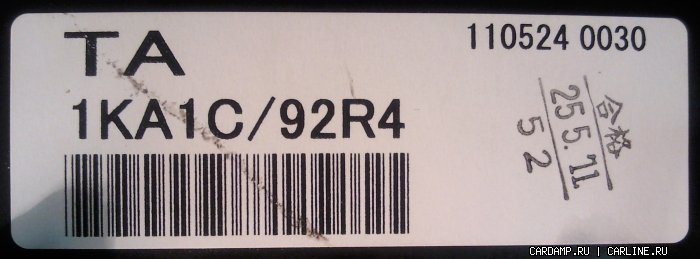 TA
110524 0030
1KA1C/92R4
合格
25.5.11
52
CARDAMP.RU | CARLINE.RU